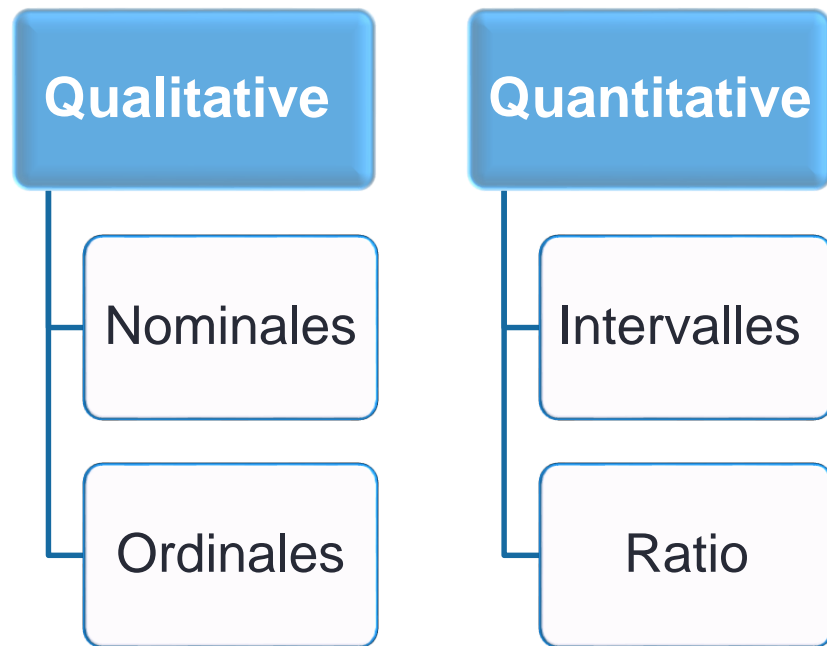 Qualitative
Nominales
Ordinales
Quantitative
Intervalles
Ratio